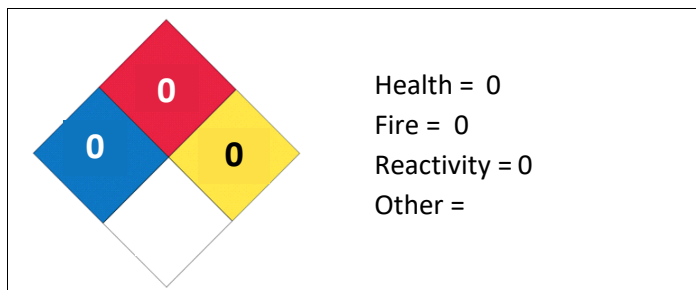 0
0
0
Health = 0
Fire = 0
Reactivity = 0
Other =